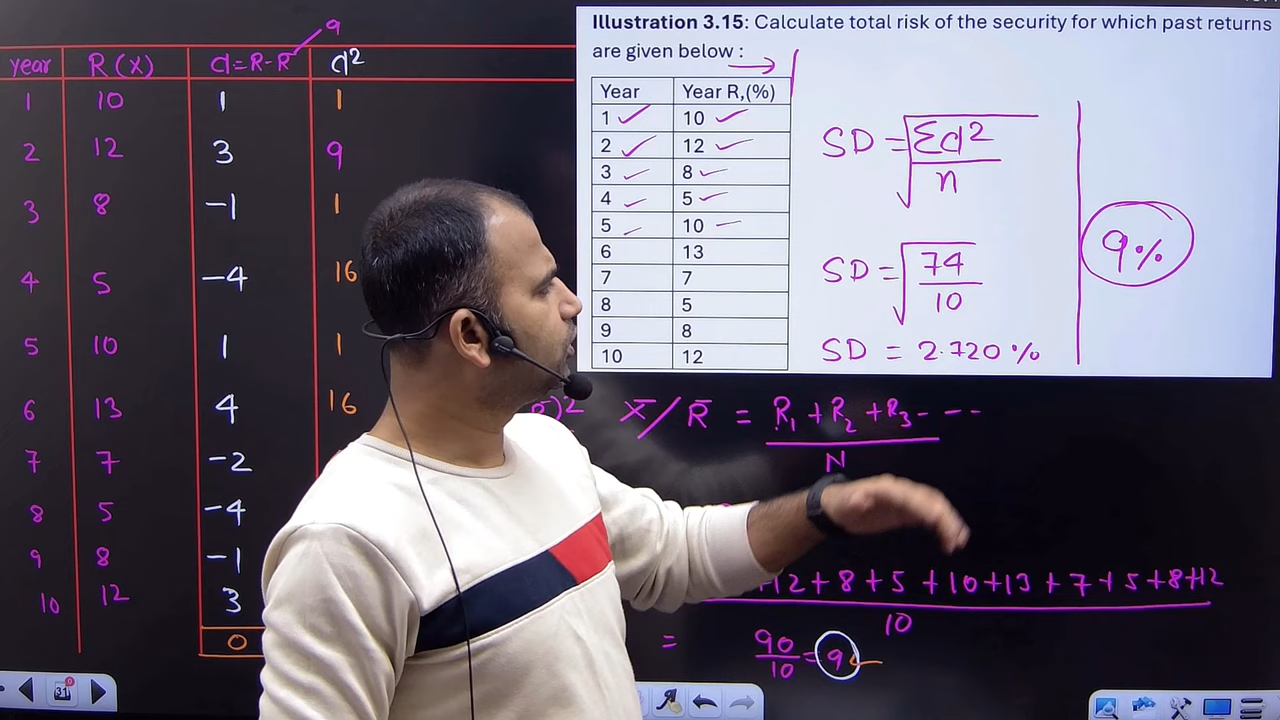 Illustration 3.15: Calculate total risk of the security for which past returns
are given below :
Year Year R,(%)
1 10
2 12
3 8
4 5
5 10
6 13
7 7
8 5
9 8
10 12
SD = √Σd²/n
SD = √74/10
SD = 2.720%
9%
9
year R(X) d=R-R̄ d²
1 10 1 1
2 12 3 9
3 8 -1 1
4 5 -4 16
5 10 1 1
6 13 4 16
7 7 -2
8 5 -4
9 8 -1
10 12 3
0
)2
X̄/R̄ = R₁+R₂+R₃----
N
+12+8+5+10+13+7+5+8+12
10
= 90/10=9
31